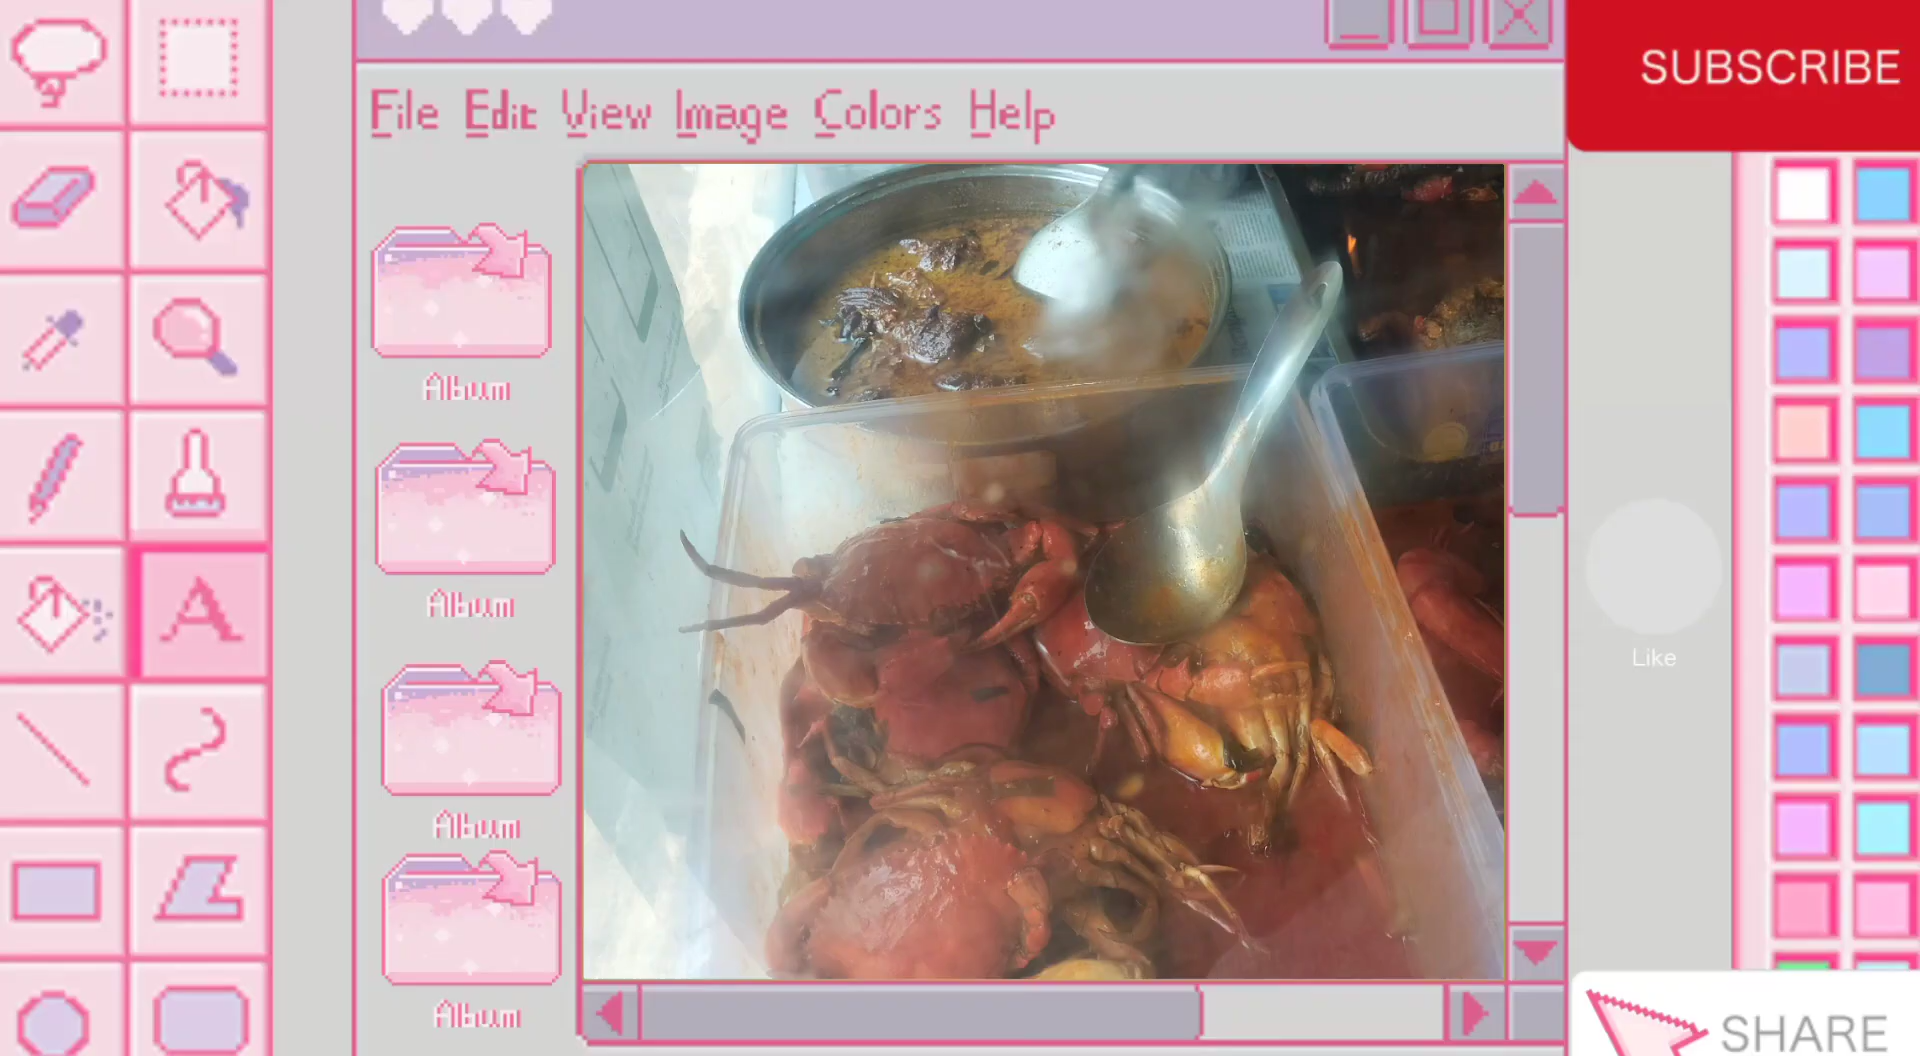 SUBSCRIBE
File Edit View Image Colors Help
Album
Album
Like
Album
Album
A
SHARE